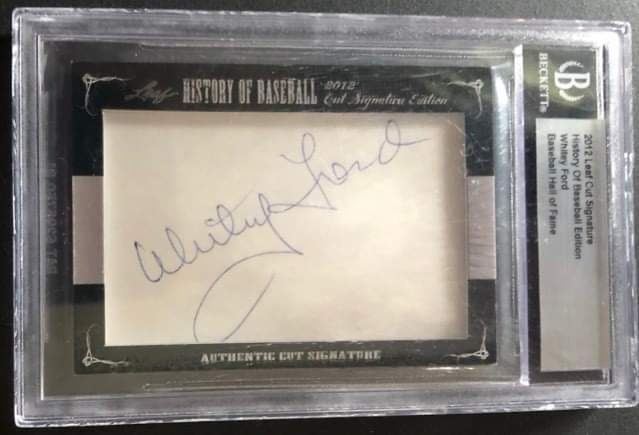 Leaf HISTORY OF BASEBALL 2012 Cut Signature Edition
Whitey Ford
AUTHENTIC CUT SIGNATURE
B
BECKETT
2012 Leaf Cut Signature
History Of Baseball Edition
Whitey Ford
Baseball Hall of Fame